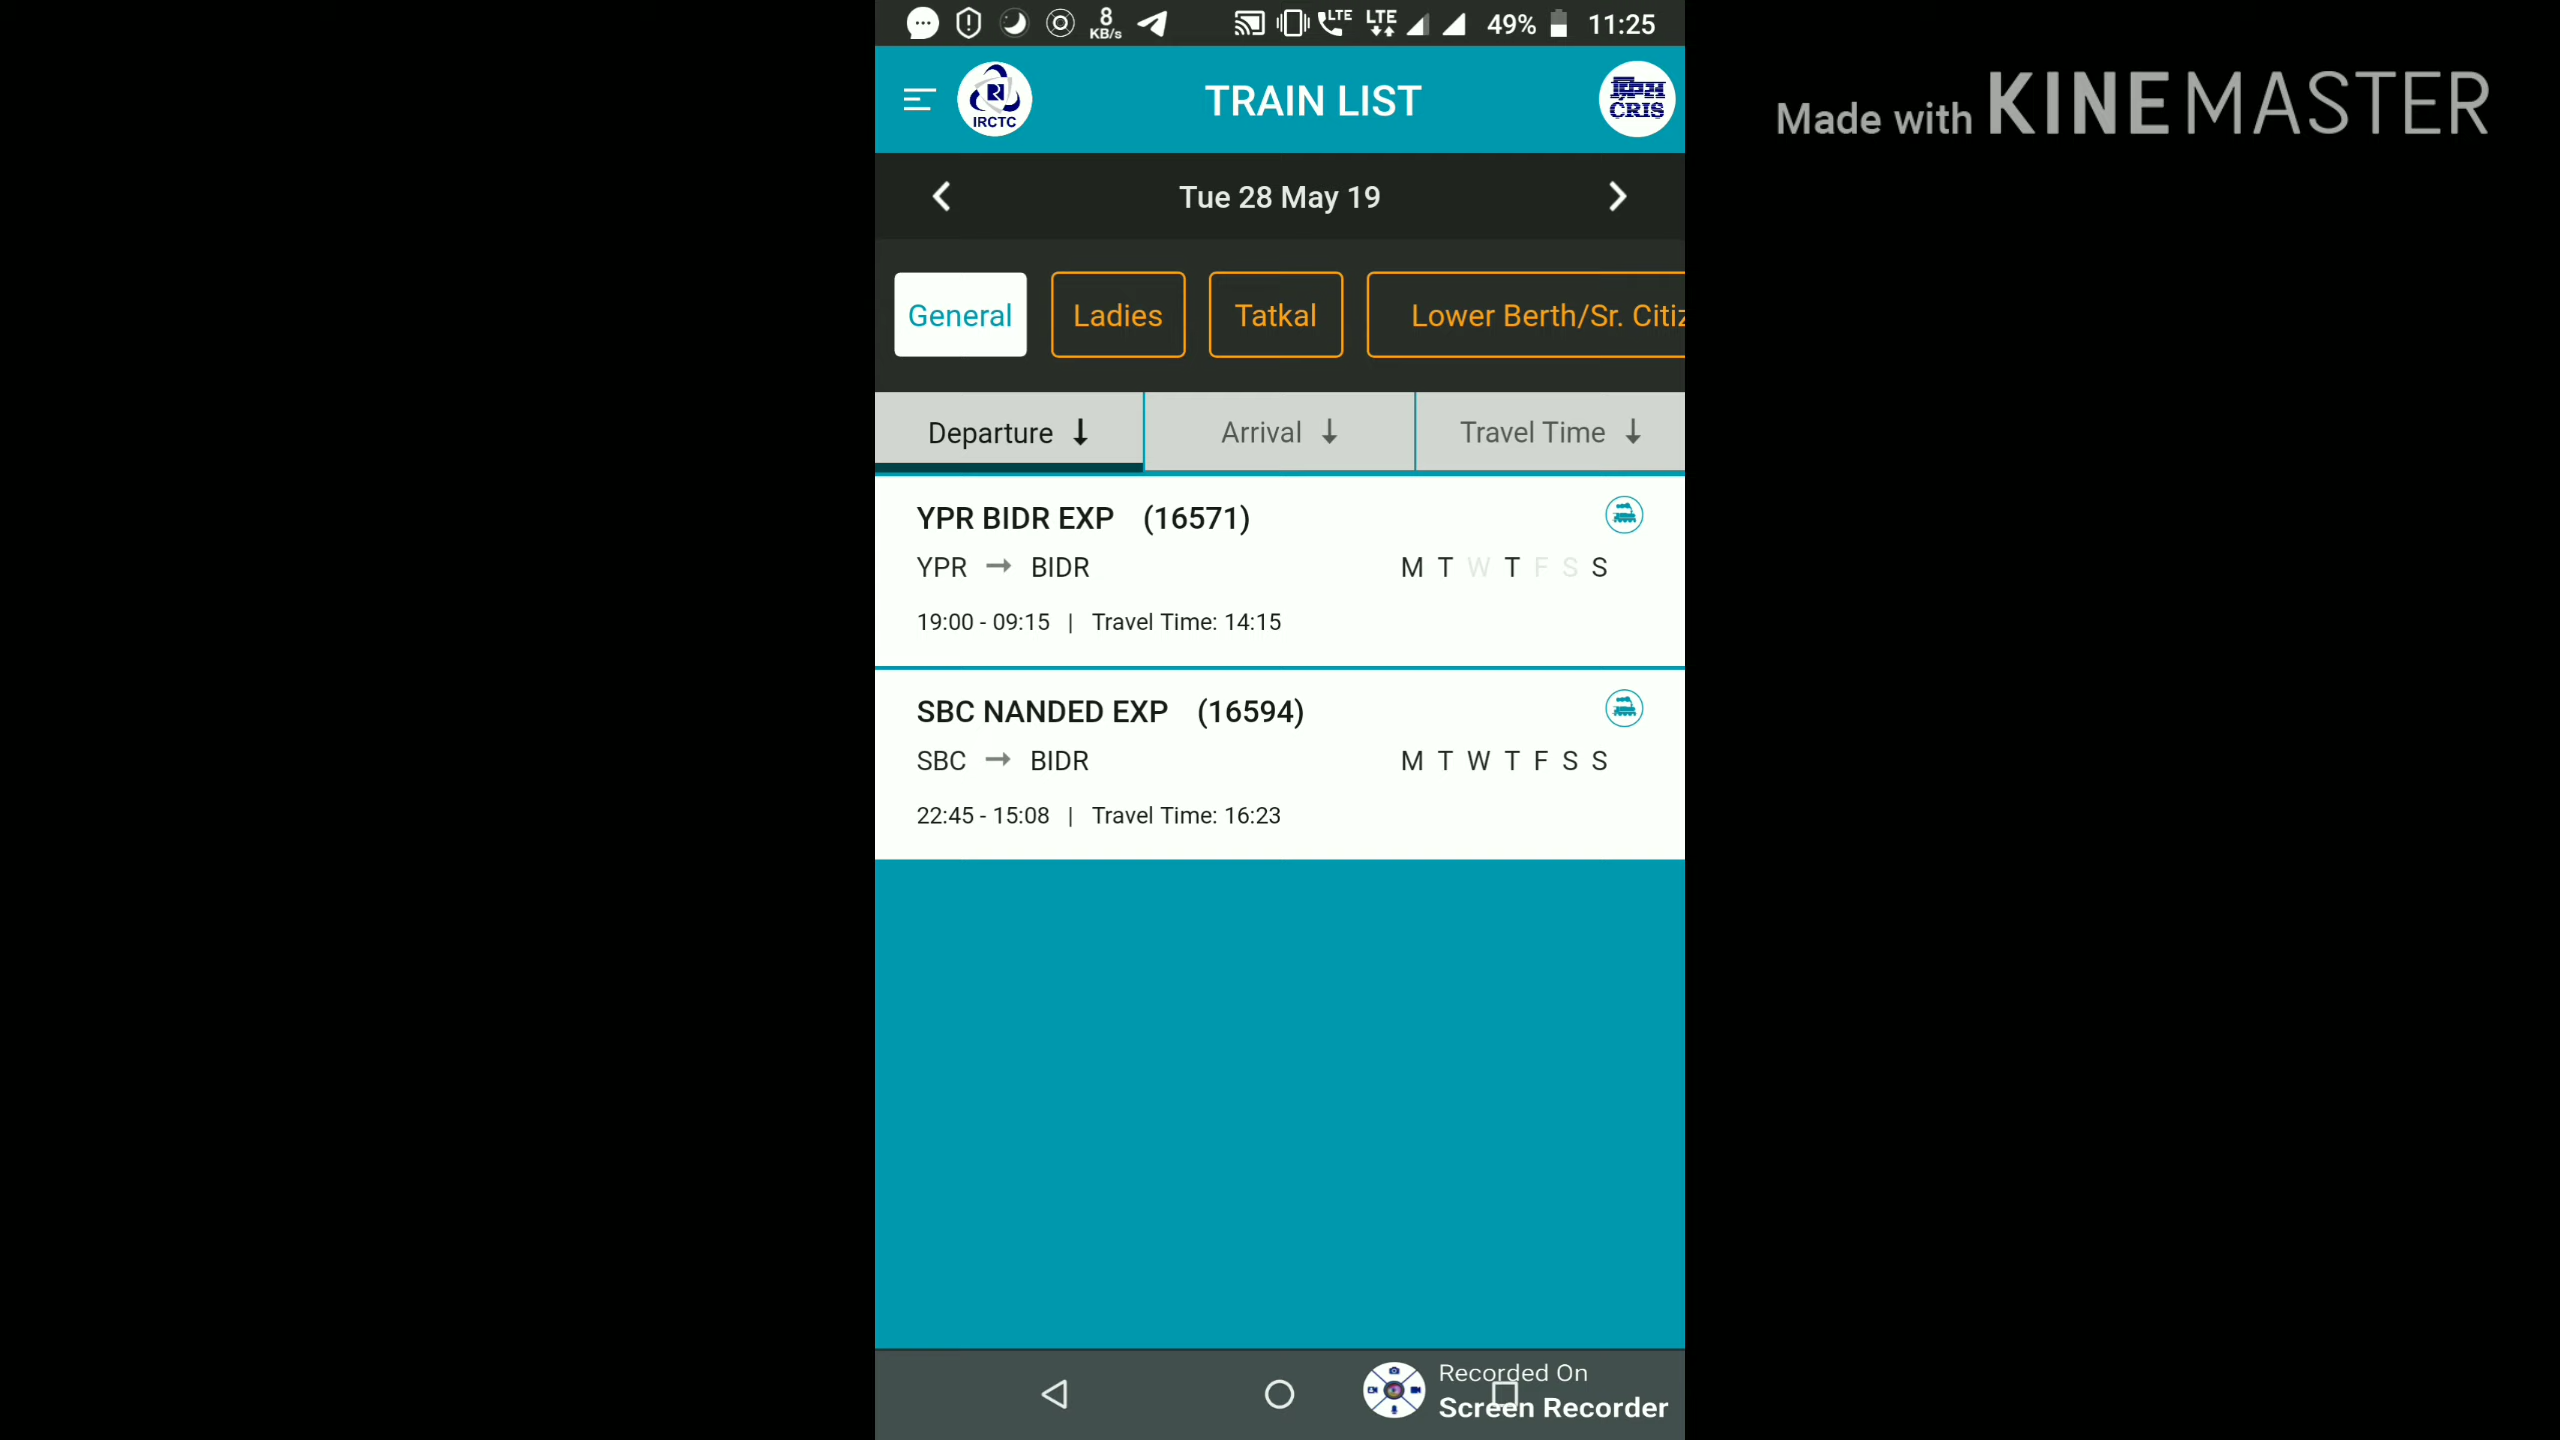 8
KB/s
LTE
LTE
49%
11:25
IRCTC
TRAIN LIST
CRIS
Made with KINEMASTER
Tue 28 May 19
General
Ladies
Tatkal
Lower Berth/Sr. Citiz
Departure ↓
Arrival ↓
Travel Time ↓
YPR BIDR EXP (16571)
YPR → BIDR
M T W T F S S
19:00 - 09:15 | Travel Time: 14:15
SBC NANDED EXP (16594)
SBC → BIDR
M T W T F S S
22:45 - 15:08 | Travel Time: 16:23
Recorded On
Screen Recorder